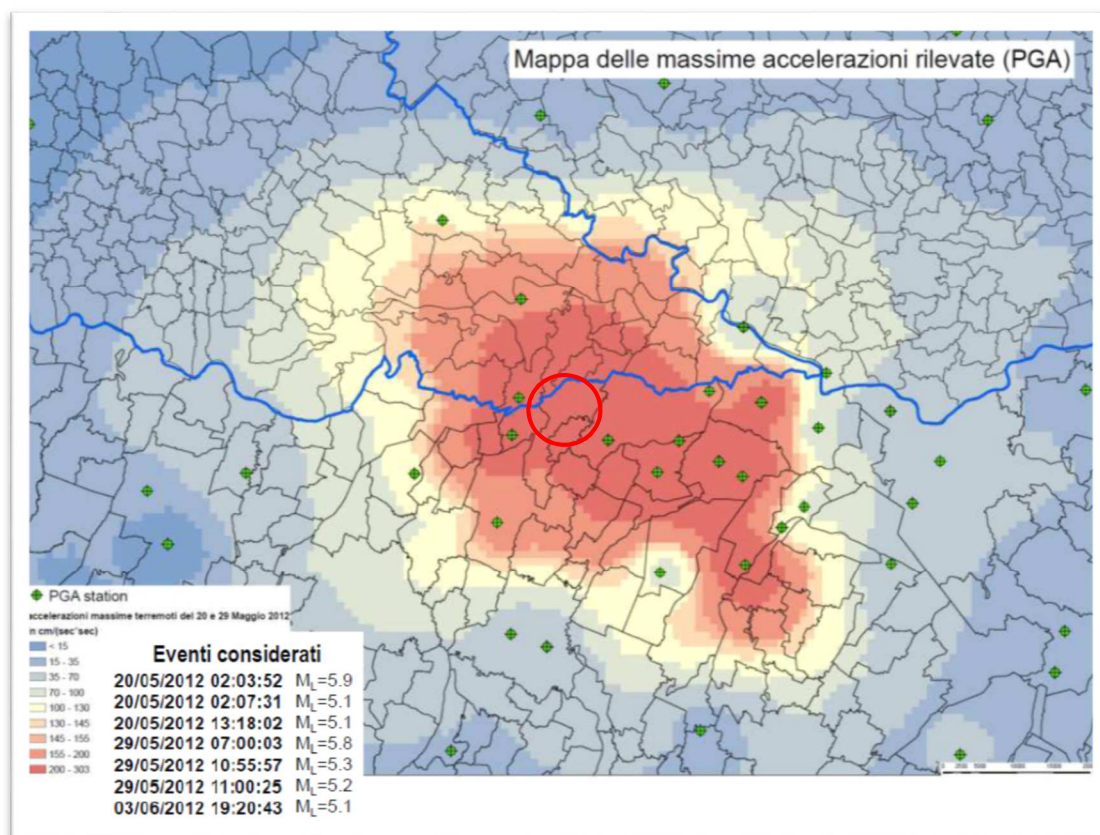 Mappa delle massime accelerazioni rilevate (PGA)
PGA station
accelerazioni massime terremoti del 20 e 29 Maggio 2012
n cm/(sec*sec)
< 15
15 - 35
35 - 70
70 - 100
100 - 130
130 - 145
145 - 155
155 - 200
200 - 303
Eventi considerati
20/05/2012 02:03:52 ML=5.9
20/05/2012 02:07:31 ML=5.1
20/05/2012 13:18:02 ML=5.1
29/05/2012 07:00:03 ML=5.8
29/05/2012 10:55:57 ML=5.3
29/05/2012 11:00:25 ML=5.2
03/06/2012 19:20:43 ML=5.1